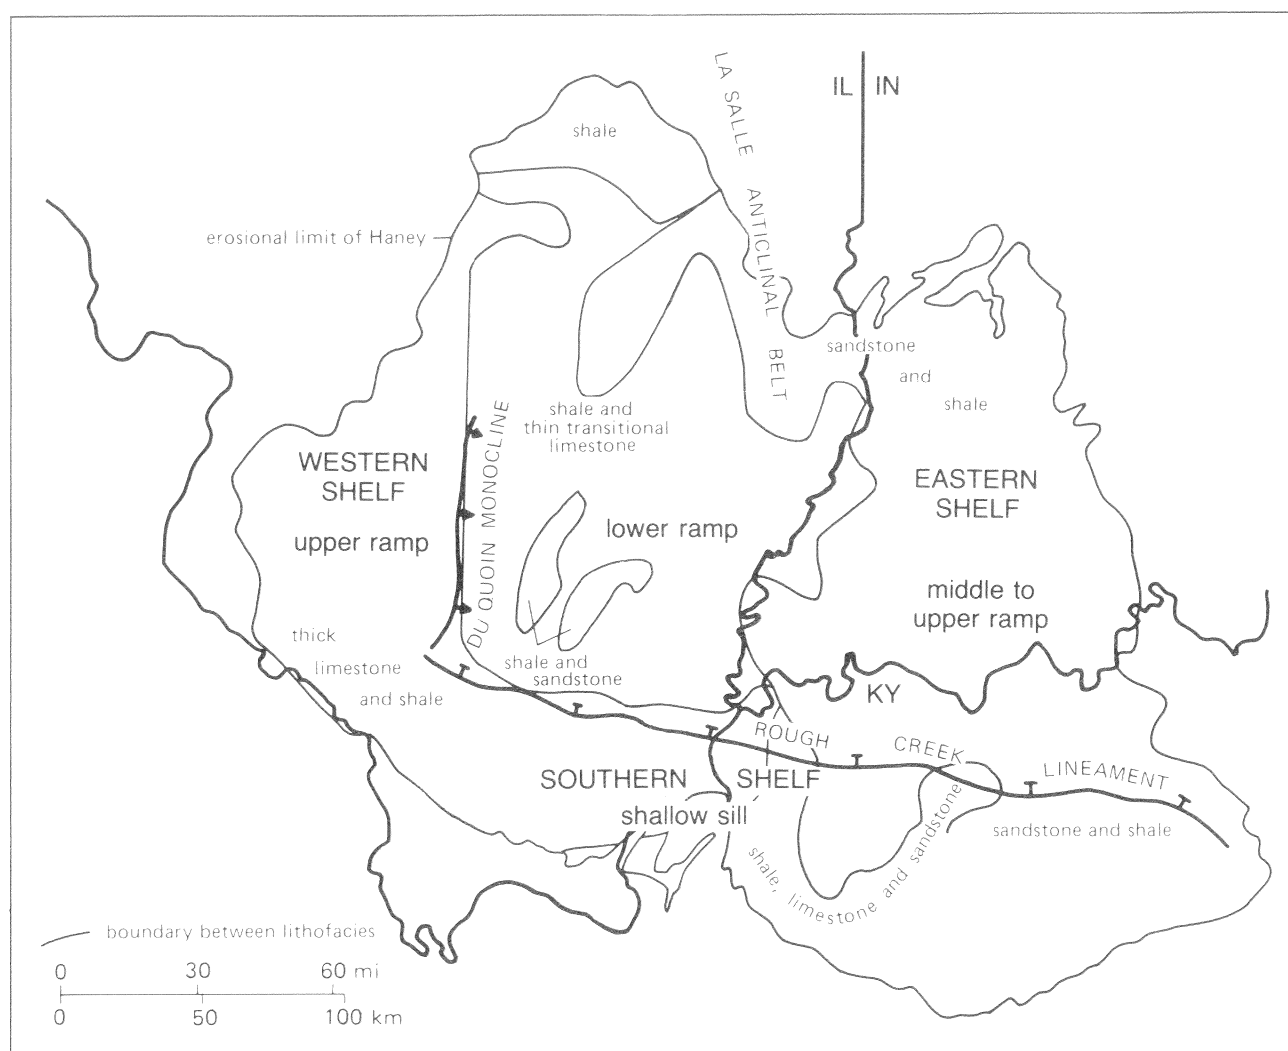 LA SALLE ANTICLINAL BELT
IL
IN
shale
erosional limit of Haney
sandstone
and
shale
shale and
thin transitional
limestone
WESTERN
SHELF
upper ramp
DU QUOIN MONOCLINE
lower ramp
EASTERN
SHELF
middle to
upper ramp
thick
limestone
and shale
shale and
sandstone
KY
ROUGH CREEK LINEAMENT
SOUTHERN SHELF
shallow sill
shale, limestone and sandstone
sandstone and shale
boundary between lithofacies
0 30 60 mi
0 50 100 km